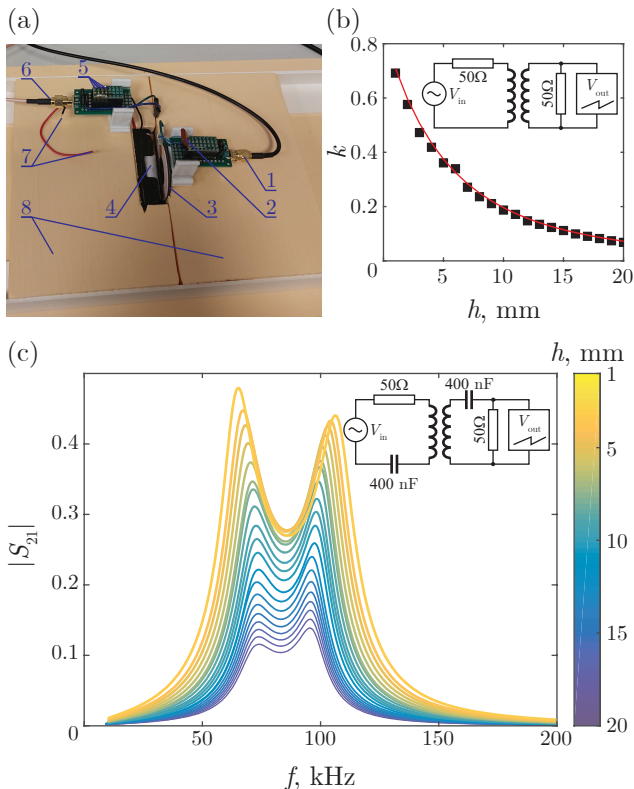 (a)
6
5
7
8
4
3
2
1
(b)
k
0.8
0.6
0.4
0.2
0
5
10
15
20
h, mm
50Ω
V_in
50Ω
V_out
(c)
h, mm
|S_21|
0.4
0.3
0.2
0.1
0
50
100
150
200
f, kHz
50Ω
400 nF
V_in
50Ω
V_out
400 nF
1
5
10
15
20